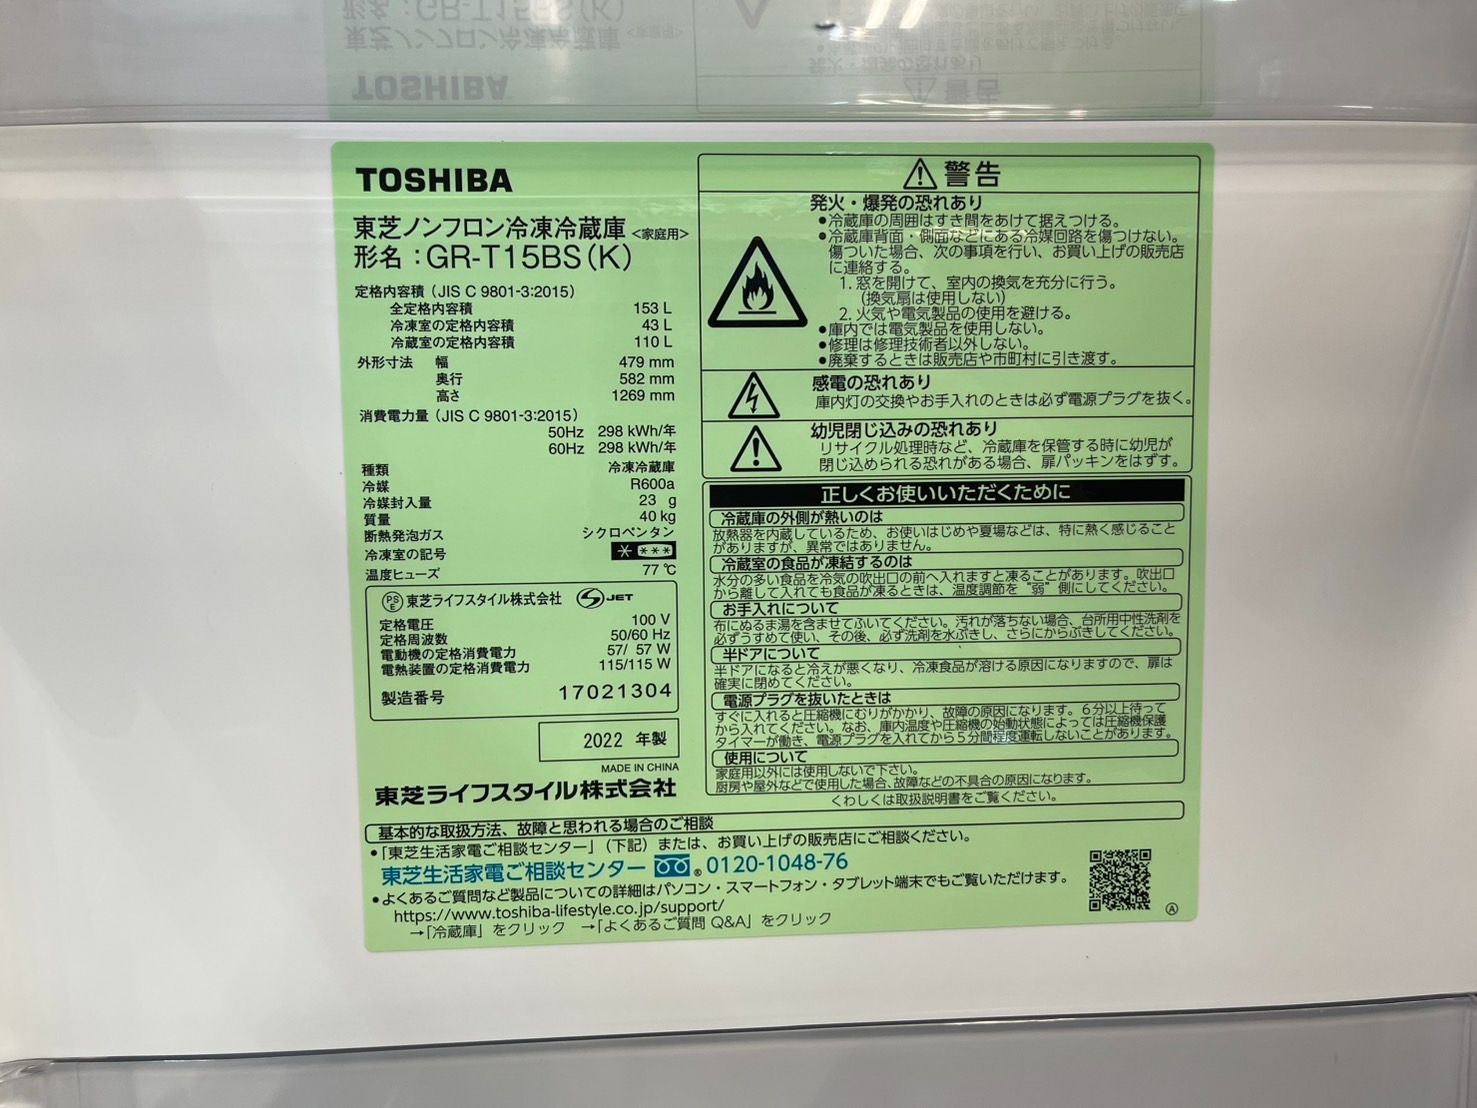 TOSHIBA
東芝ノンフロン冷凍冷蔵庫 <家庭用>
形名：GR-T15BS(K)
定格内容積（JIS C 9801-3:2015）
全定格内容積 153 L
冷凍室の定格内容積 43 L
冷蔵室の定格内容積 110 L
外形寸法 幅 479 mm
奥行 582 mm
高さ 1269 mm
消費電力量（JIS C 9801-3:2015）
50Hz 298 kWh/年
60Hz 298 kWh/年
種類 冷凍冷蔵庫
冷媒 R600a
冷媒封入量 23 g
質量 40 kg
断熱発泡ガス シクロペンタン
冷凍室の記号 * ***
温度ヒューズ 77 ℃
PSE 東芝ライフスタイル株式会社 S JET
定格電圧 100 V
定格周波数 50/60 Hz
電動機の定格消費電力 57/ 57 W
電熱装置の定格消費電力 115/115 W
製造番号 17021304
2022 年製
MADE IN CHINA
東芝ライフスタイル株式会社
⚠警告
発火・爆発の恐れあり
●冷蔵庫の周囲はすき間をあけて据えつける。
●冷蔵庫背面・側面などにある冷媒回路を傷つけない。
傷ついた場合、次の事項を行い、お買い上げの販売店
に連絡する。
1. 窓を開けて、室内の換気を充分に行う。
（換気扇は使用しない）
2. 火気や電気製品の使用を避ける。
●庫内では電気製品を使用しない。
●修理は修理技術者以外しない。
●廃棄するときは販売店や市町村に引き渡す。
感電の恐れあり
庫内灯の交換やお手入れのときは必ず電源プラグを抜く。
幼児閉じ込みの恐れあり
リサイクル処理時など、冷蔵庫を保管する時に幼児が
閉じ込められる恐れがある場合、扉パッキンをはずす。
正しくお使いいただくために
冷蔵庫の外側が熱いのは
放熱器を内蔵しているため、お使いはじめや夏場などは、特に熱く感じること
がありますが、異常ではありません。
冷蔵室の食品が凍結するのは
水分の多い食品を冷気の吹出口の前へ入れますと凍ることがあります。吹出口
から離して入れても食品が凍るときは、温度調節を“弱”側にしてください。
お手入れについて
布にぬるま湯を含ませてふいてください。汚れが落ちない場合、台所用中性洗剤を
必ずうすめて使い、その後、必ず洗剤を水ぶきし、さらにからぶきしてください。
半ドアについて
半ドアになると冷えが悪くなり、冷凍食品が溶ける原因になりますので、扉は
確実に閉めてください。
電源プラグを抜いたときは
すぐに入れると圧縮機にむりがかかり、故障の原因になります。6分以上待って
から入れてください。なお、庫内温度や圧縮機の始動状態によっては圧縮機保護
タイマーが働き、電源プラグを入れてから5分間程度運転しないことがあります。
使用について
家庭用以外には使用しないで下さい。
厨房や屋外などで使用した場合、故障などの不具合の原因になります。
くわしくは取扱説明書をご覧ください。
基本的な取扱方法、故障と思われる場合のご相談
●「東芝生活家電ご相談センター」（下記）または、お買い上げの販売店にご相談ください。
東芝生活家電ご相談センター ® 0120-1048-76
●よくあるご質問など製品についての詳細はパソコン・スマートフォン・タブレット端末でもご覧いただけます。
https://www.toshiba-lifestyle.co.jp/support/
→「冷蔵庫」をクリック →「よくあるご質問 Q&A」をクリック
Ⓐ